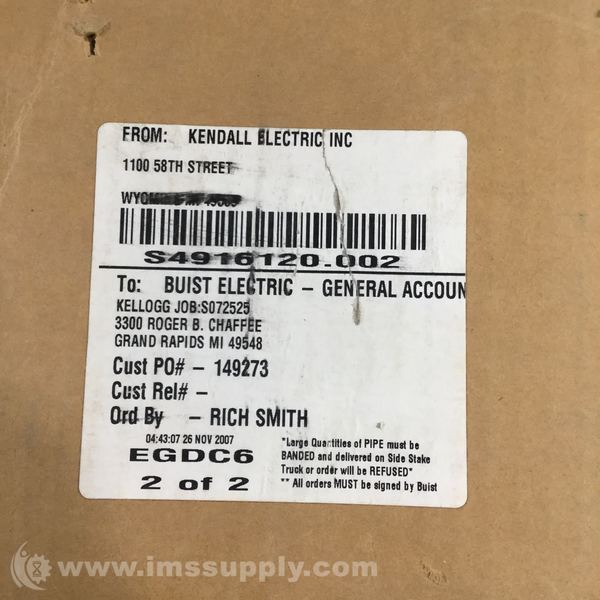 FROM: KENDALL ELECTRIC INC
1100 58TH STREET
S4916120.002
To: BUIST ELECTRIC - GENERAL ACCOUN
KELLOGG JOB:S072525
3300 ROGER B. CHAFFEE
GRAND RAPIDS MI 49548
Cust PO# - 149273
Cust Rel# -
Ord By - RICH SMITH
04:43:07 26 NOV 2007
EGDC6
2 of 2
*Large Quantities of PIPE must be
BANDED and delivered on Side Stake
Truck or order will be REFUSED*
** All orders MUST be signed by Buist
www.imssupply.com